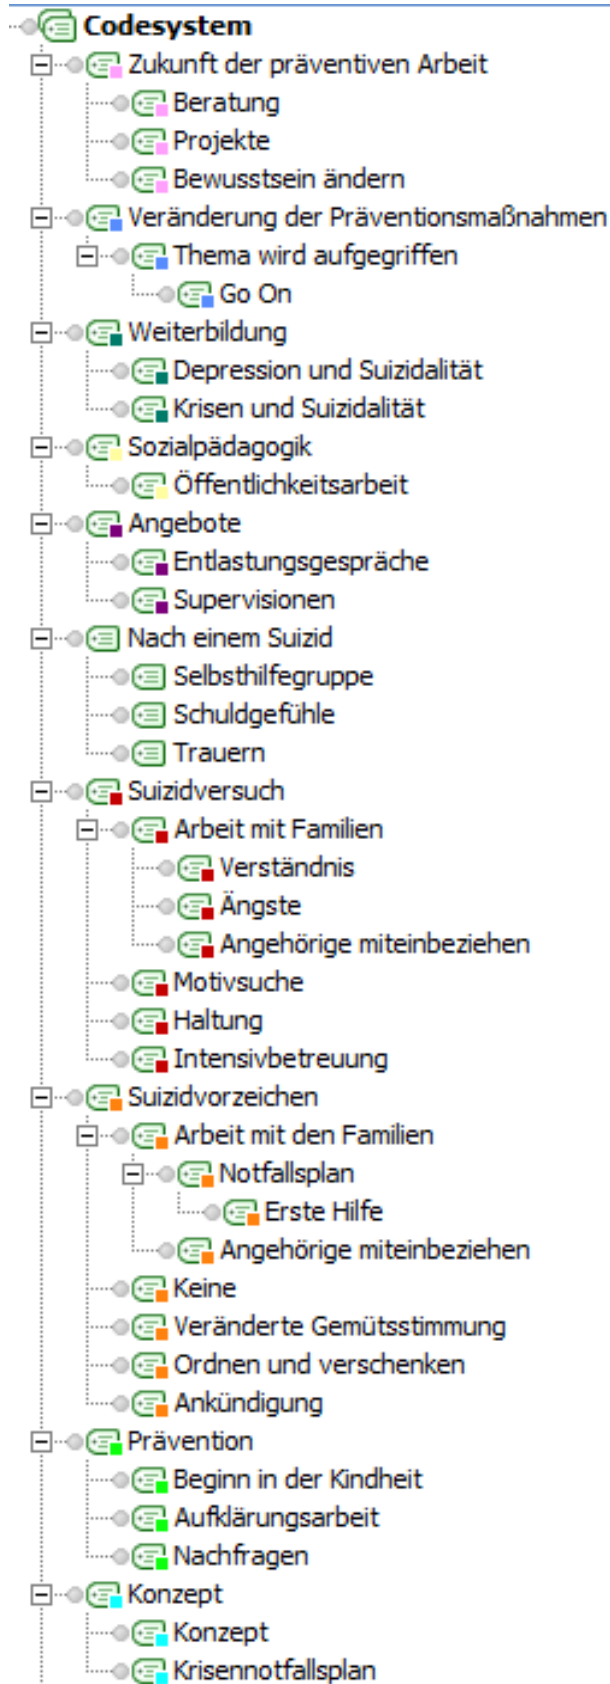 Codesystem
Zukunft der präventiven Arbeit
Beratung
Projekte
Bewusstsein ändern
Veränderung der Präventionsmaßnahmen
Thema wird aufgegriffen
Go On
Weiterbildung
Depression und Suizidalität
Krisen und Suizidalität
Sozialpädagogik
Öffentlichkeitsarbeit
Angebote
Entlastungsgespräche
Supervisionen
Nach einem Suizid
Selbsthilfegruppe
Schuldgefühle
Trauern
Suizidversuch
Arbeit mit Familien
Verständnis
Ängste
Angehörige miteinbeziehen
Motivsuche
Haltung
Intensivbetreuung
Suizidvorzeichen
Arbeit mit den Familien
Notfallsplan
Erste Hilfe
Angehörige miteinbeziehen
Keine
Veränderte Gemütsstimmung
Ordnen und verschenken
Ankündigung
Prävention
Beginn in der Kindheit
Aufklärungsarbeit
Nachfragen
Konzept
Konzept
Krisennotfallsplan